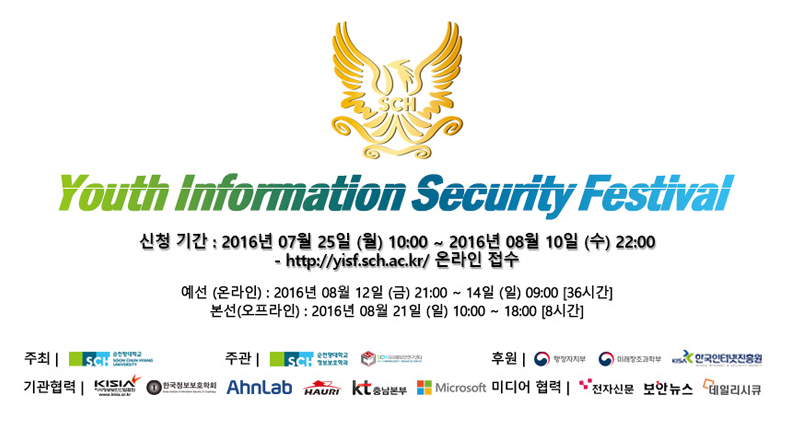 SCH
Youth Information Security Festival
신청 기간 : 2016년 07월 25일 (월) 10:00 ~ 2016년 08월 10일 (수) 22:00
- http://yisf.sch.ac.kr/ 온라인 접수
예선 (온라인) : 2016년 08월 12일 (금) 21:00 ~ 14일 (일) 09:00 [36시간]
본선(오프라인) : 2016년 08월 21일 (일) 10:00 ~ 18:00 [8시간]
주최 | SCH 순천향대학교 SOON CHUN HYANG UNIVERSITY 주관 | SCH 순천향대학교 정보보호학과 후원 | 행정자치부 미래창조과학부 KISA 한국인터넷진흥원
기관협력 | KISIA www.kisia.or.kr 한국정보보호학회 AhnLab HAURI kt 충남본부 Microsoft 미디어 협력 | 전자신문 보안뉴스 데일리시큐